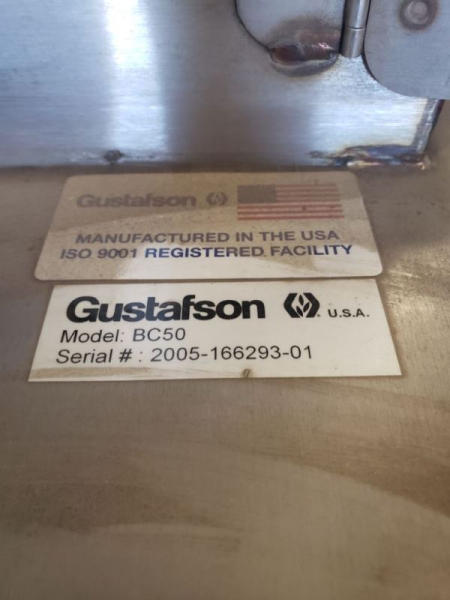 Gustafson
MANUFACTURED IN THE USA
ISO 9001 REGISTERED FACILITY
Gustafson U.S.A.
Model: BC50
Serial # : 2005-166293-01